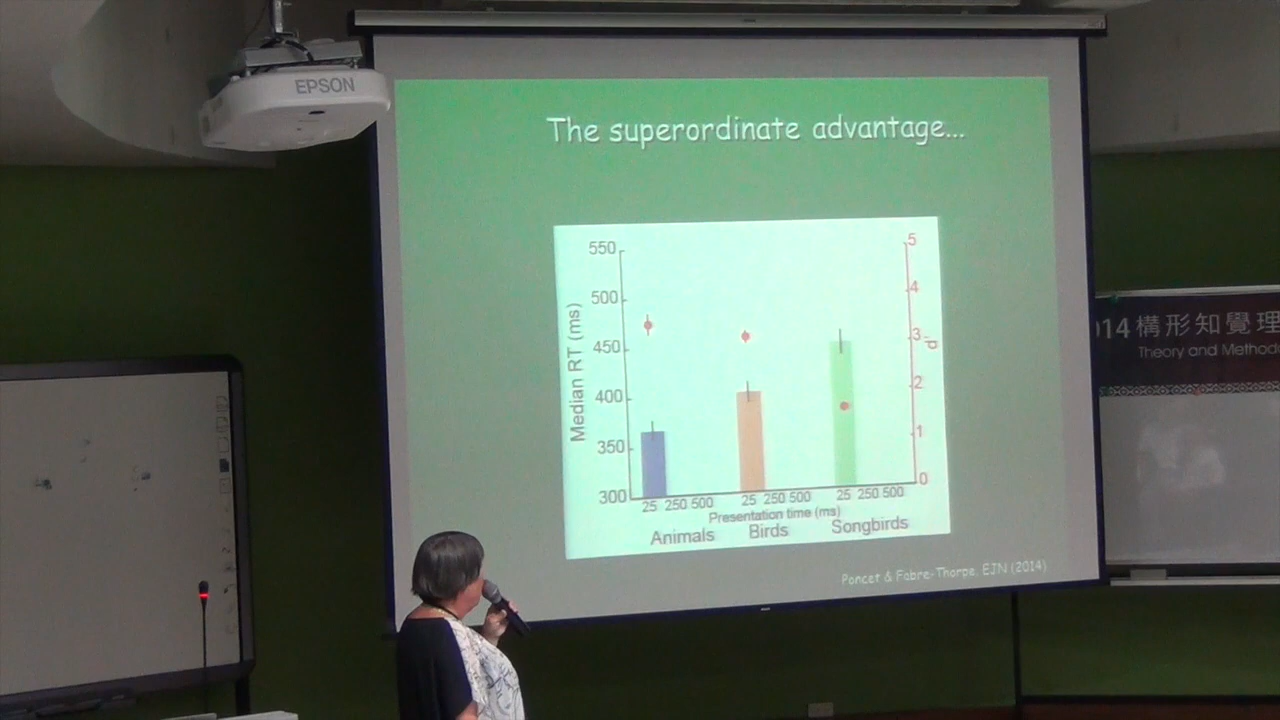 EPSON
The superordinate advantage...
550
500
450
400
350
300
Median RT (ms)
5
4
3
2
1
0
d'
25 250 500 25 250 500 25 250 500
Presentation time (ms)
Animals Birds Songbirds
Poncet & Fabre-Thorpe, EJN (2014)
014 構形知覺理
Theory and Methodo